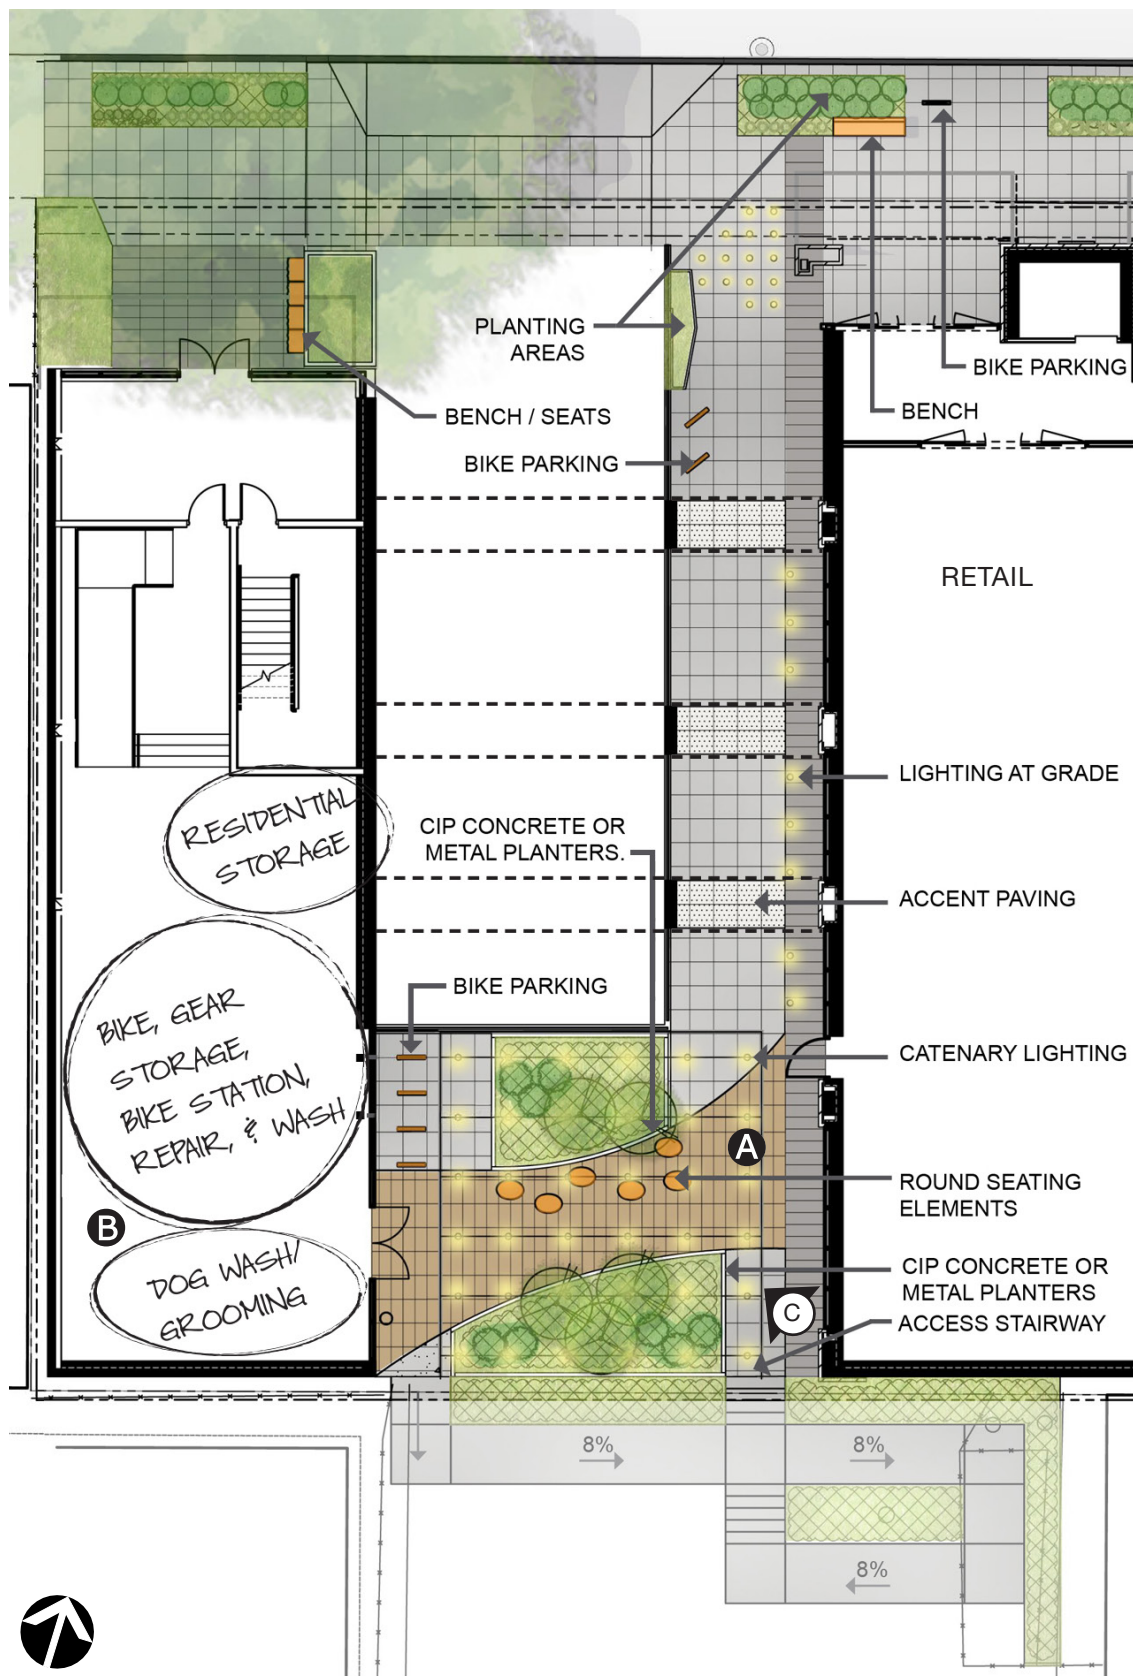 PLANTING
AREAS
BIKE PARKING
BENCH / SEATS
BENCH
BIKE PARKING
RETAIL
LIGHTING AT GRADE
RESIDENTIAL
STORAGE
CIP CONCRETE OR
METAL PLANTERS.
ACCENT PAVING
BIKE PARKING
BIKE, GEAR
STORAGE,
BIKE STATION,
REPAIR, & WASH
CATENARY LIGHTING
A
ROUND SEATING
ELEMENTS
B
DOG WASH/
GROOMING
CIP CONCRETE OR
METAL PLANTERS
C
ACCESS STAIRWAY
8%
8%
8%